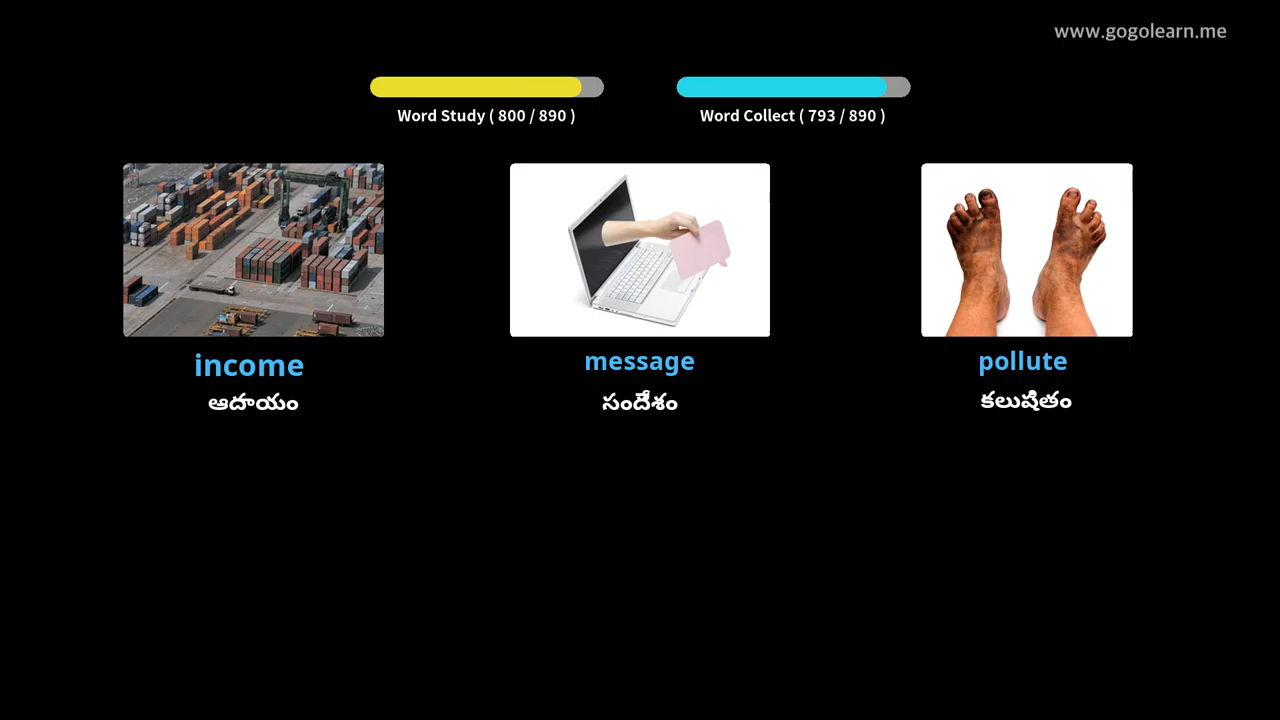 www.gogolearn.me
Word Study ( 800 / 890 )
Word Collect ( 793 / 890 )
income
message
pollute
ఆదాయం
సందేశం
కలుషితం